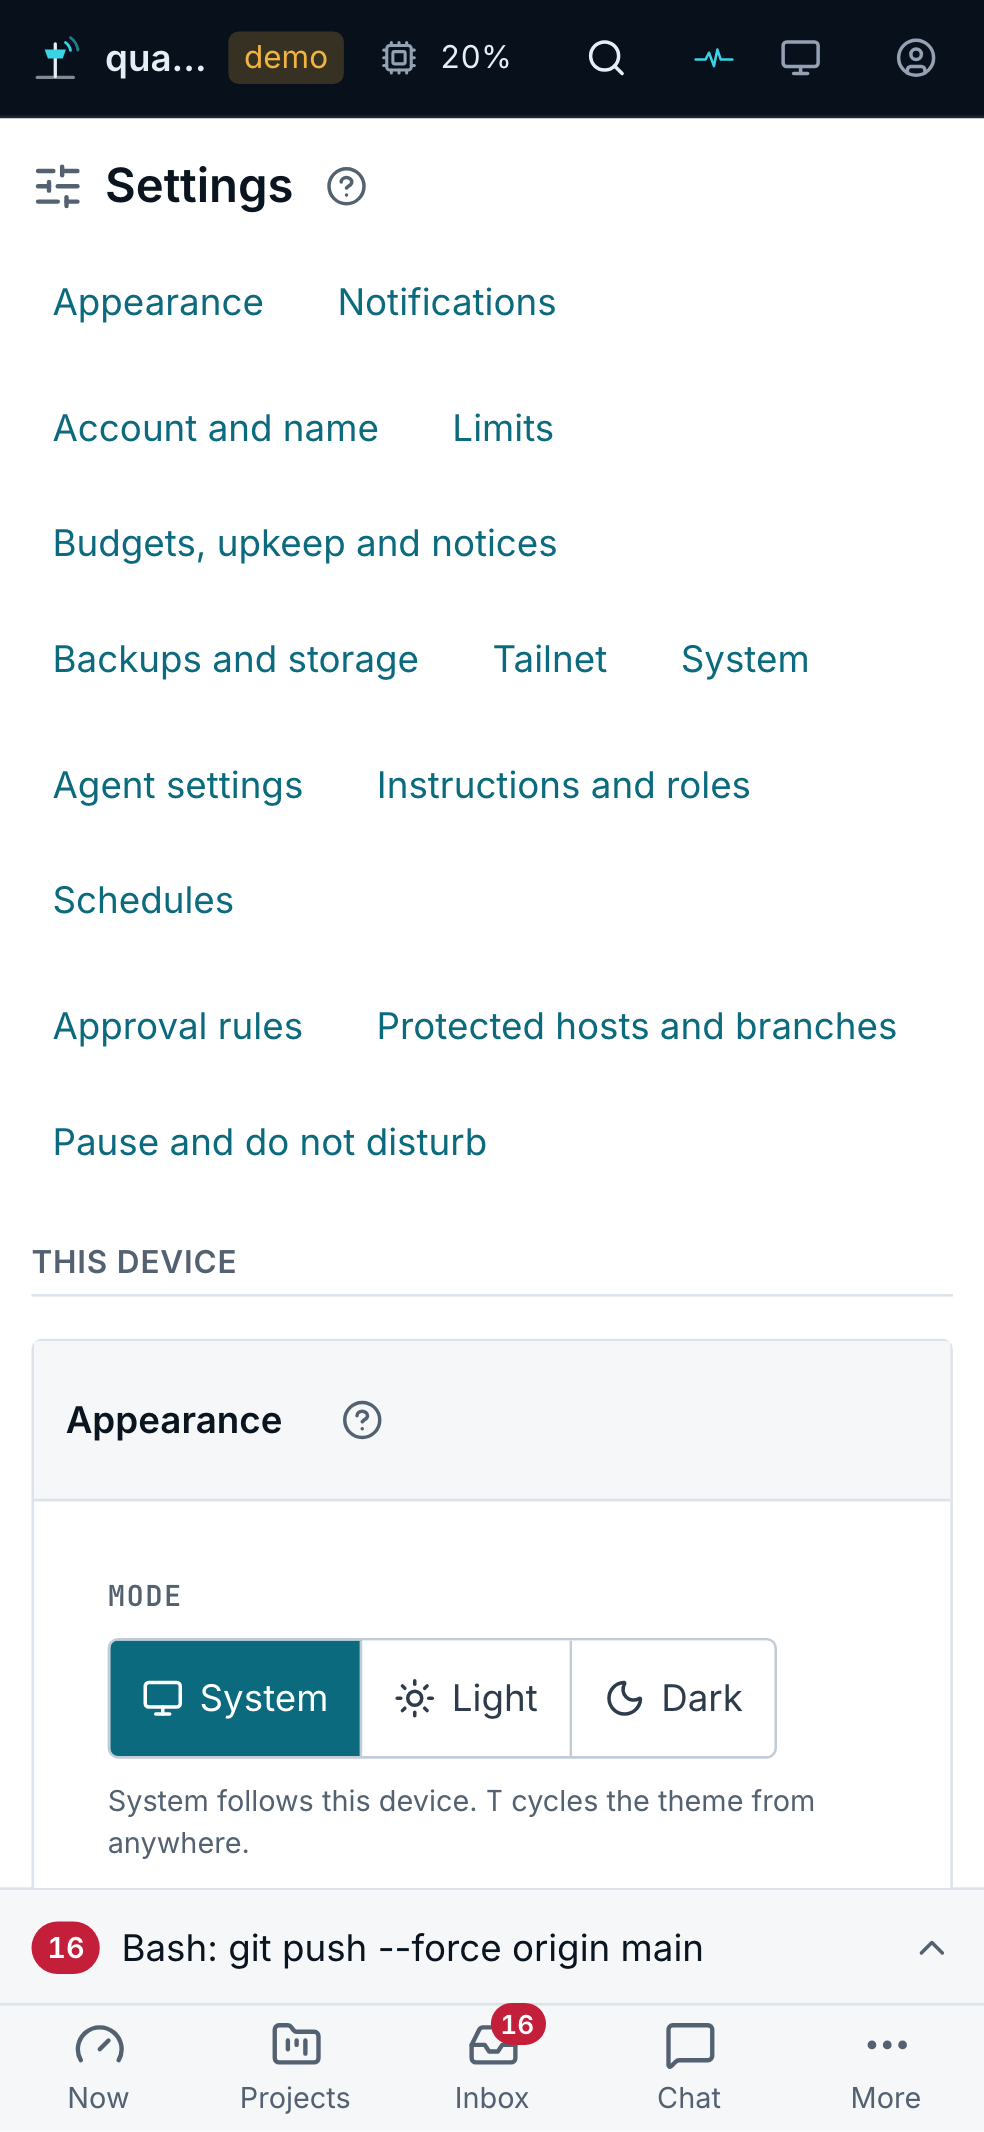 qua... demo 20%
Settings
Appearance Notifications
Account and name Limits
Budgets, upkeep and notices
Backups and storage Tailnet System
Agent settings Instructions and roles
Schedules
Approval rules Protected hosts and branches
Pause and do not disturb
THIS DEVICE
Appearance
MODE
System Light Dark
System follows this device. T cycles the theme from
anywhere.
16 Bash: git push --force origin main
16
Now Projects Inbox Chat More